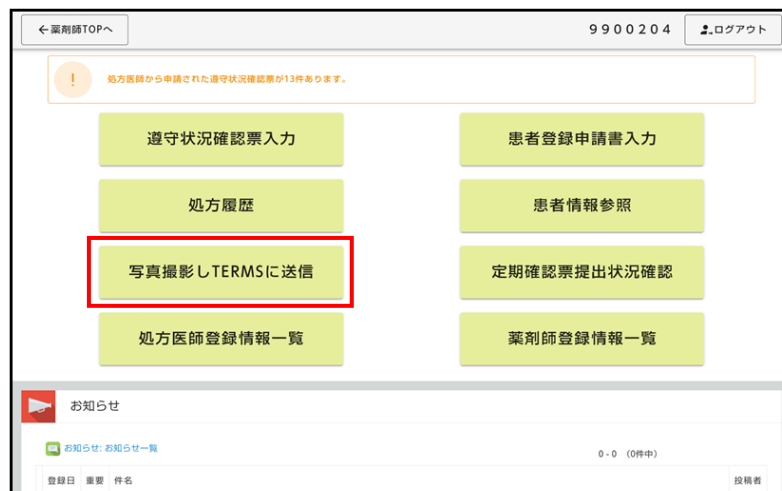 ←薬剤師TOPへ
9900204
ログアウト
!
処方医師から申請された遵守状況確認票が13件あります。
遵守状況確認票入力
患者登録申請書入力
処方履歴
患者情報参照
写真撮影しTERMSに送信
定期確認票提出状況確認
処方医師登録情報一覧
薬剤師登録情報一覧
お知らせ
お知らせ: お知らせ一覧
0 - 0 （0件中）
登録日 重要 件名 投稿者